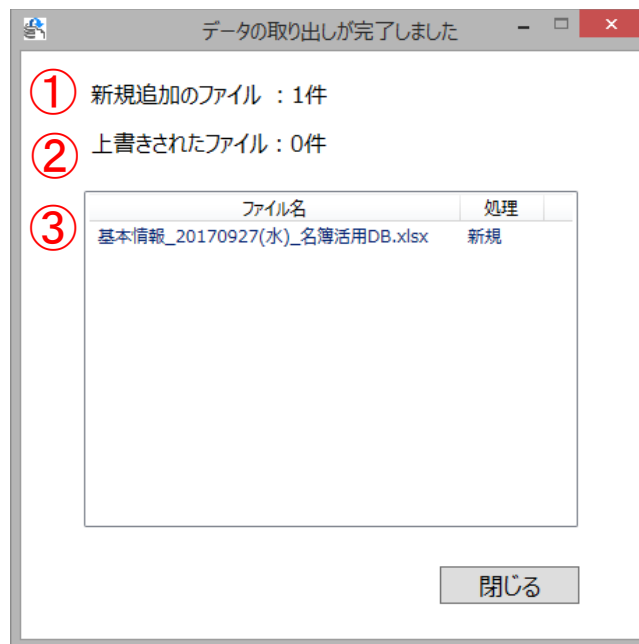 データの取り出しが完了しました
① 新規追加のファイル ：1件
② 上書きされたファイル：0件
③ ファイル名 処理
基本情報_20170927(水)_名簿活用DB.xlsx 新規
閉じる